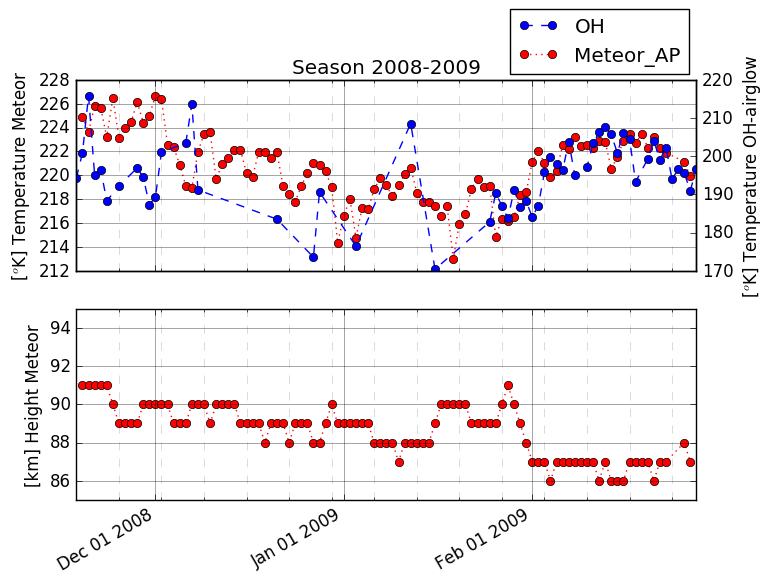 OH
Meteor_AP
Season 2008-2009
[°K] Temperature Meteor
228
226
224
222
220
218
216
214
212
220
210
200
190
180
170
[°K] Temperature OH-airglow
[km] Height Meteor
94
92
90
88
86
Dec 01 2008
Jan 01 2009
Feb 01 2009